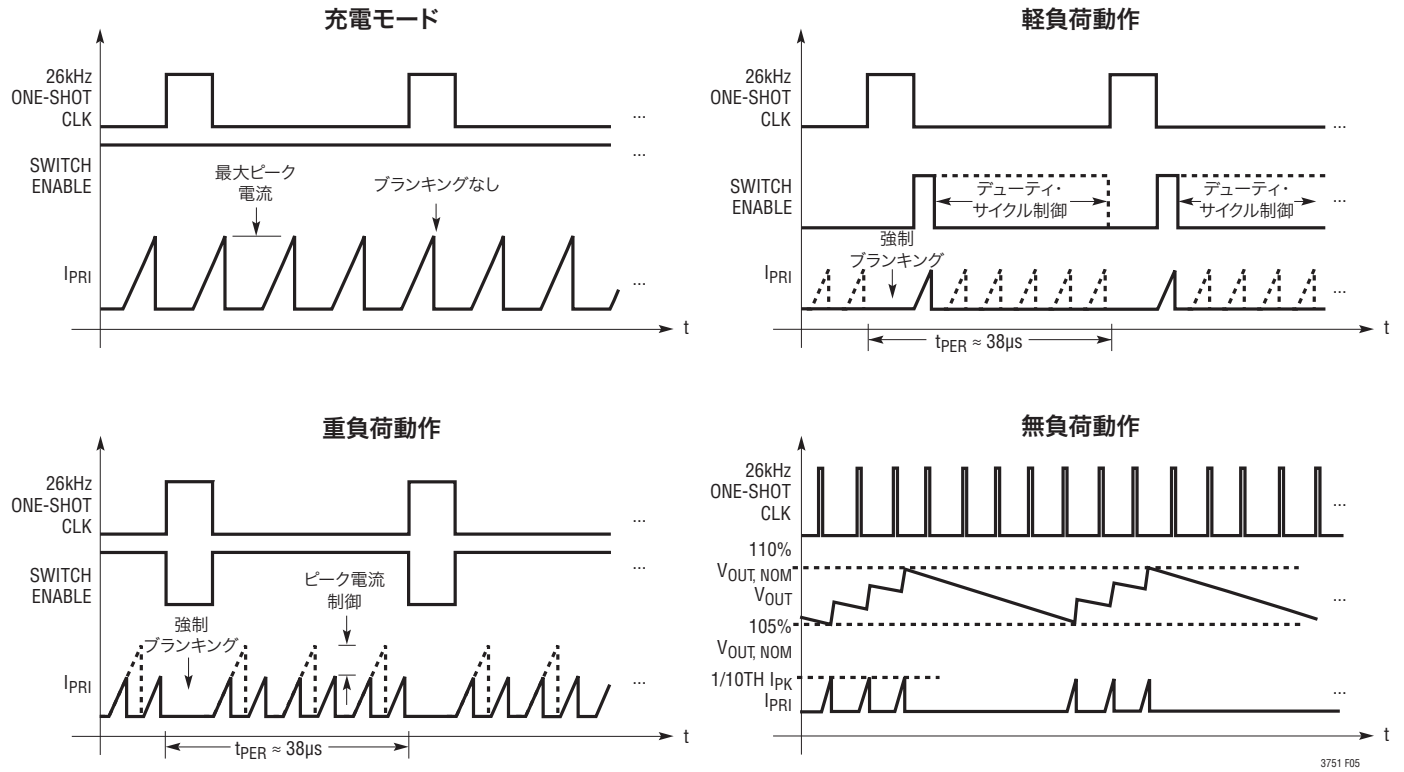 充電モード
26kHz
ONE-SHOT
CLK
...
SWITCH
ENABLE
...
最大ピーク
電流
ブランキングなし
IPRI
...
t
軽負荷動作
26kHz
ONE-SHOT
CLK
...
SWITCH
ENABLE
デューティ・
サイクル制御
デューティ・
サイクル制御
...
強制
ブランキング
IPRI
...
t
tPER ≈ 38µs
重負荷動作
26kHz
ONE-SHOT
CLK
...
SWITCH
ENABLE
...
ピーク電流
制御
強制
ブランキング
IPRI
...
t
tPER ≈ 38µs
無負荷動作
26kHz
ONE-SHOT
CLK
...
110%
VOUT, NOM
VOUT
...
105%
VOUT, NOM
1/10TH IPK
IPRI
...
t
3751 F05